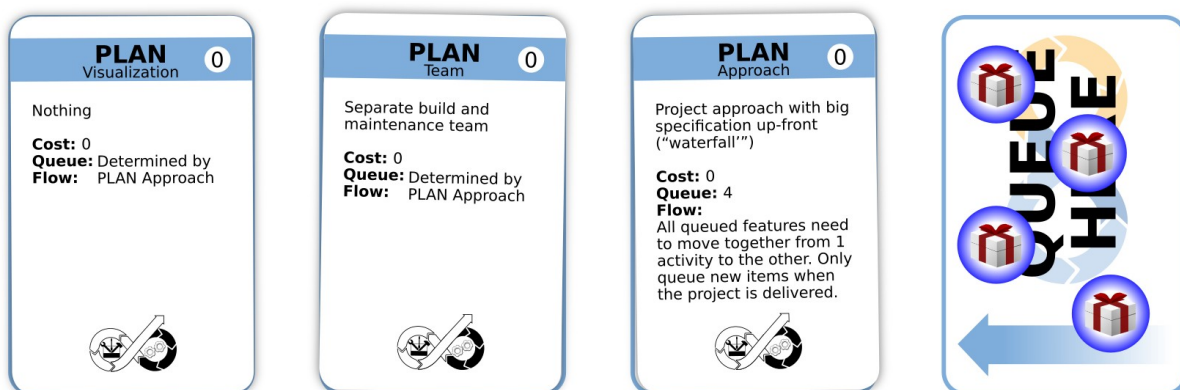 PLAN
Visualization
0
Nothing
Cost: 0
Queue: Determined by
Flow: PLAN Approach
PLAN
Team
0
Separate build and
maintenance team
Cost: 0
Queue: Determined by
Flow: PLAN Approach
PLAN
Approach
0
Project approach with big
specification up-front
(“waterfall’”)
Cost: 0
Queue: 4
Flow:
All queued features need
to move together from 1
activity to the other. Only
queue new items when
the project is delivered.
QUEUE